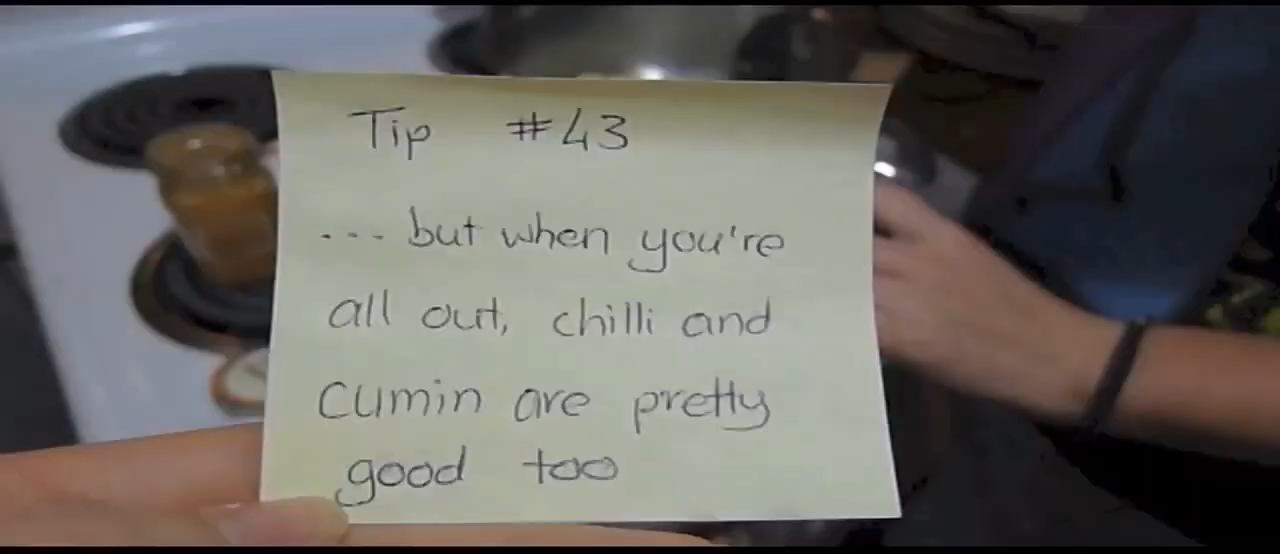 Tip #43
... but when you're
all out, chilli and
cumin are pretty
good too